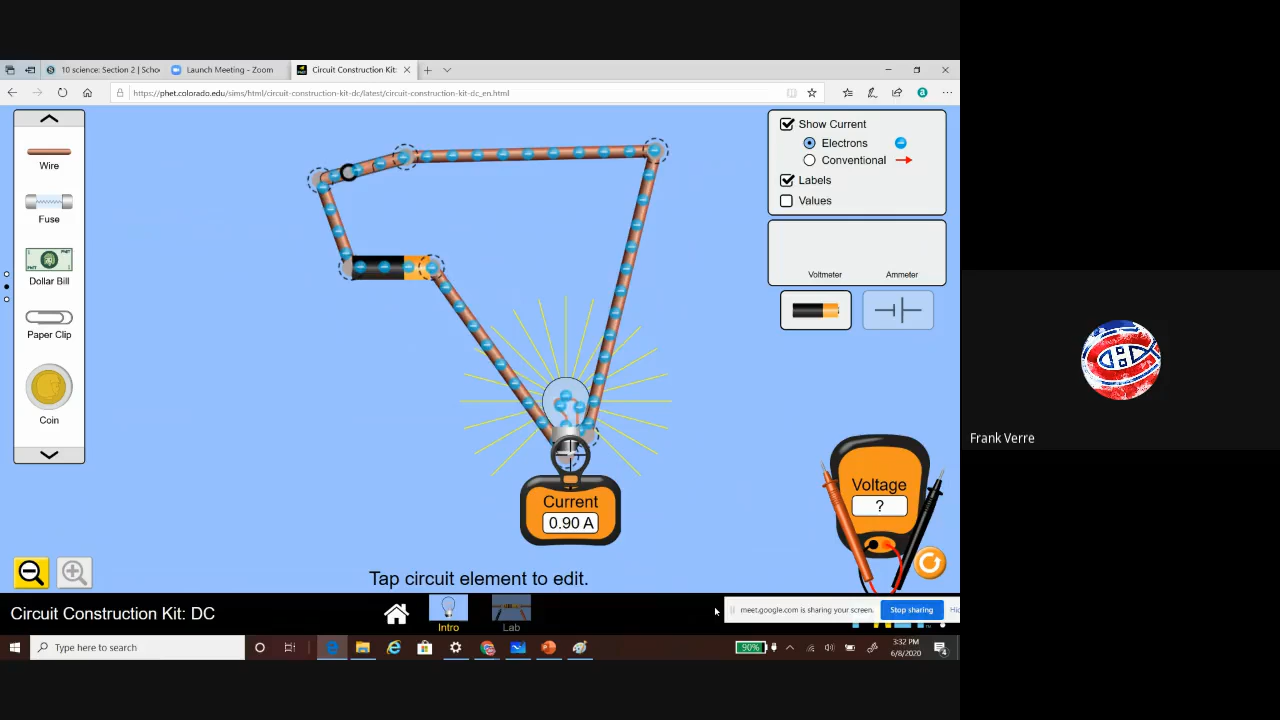 10 science: Section 2 | Scho
Launch Meeting - Zoom
Circuit Construction Kit:
https://phet.colorado.edu/sims/html/circuit-construction-kit-dc/latest/circuit-construction-kit-dc_en.html
Wire
Fuse
Dollar Bill
Paper Clip
Coin
Show Current
Electrons
Conventional
Labels
Values
Voltmeter
Ammeter
Voltage
?
Current
0.90 A
Tap circuit element to edit.
Circuit Construction Kit: DC
Intro
Lab
meet.google.com is sharing your screen.
Stop sharing
Hid
Type here to search
90%
3:32 PM
6/8/2020
4
Frank Verre